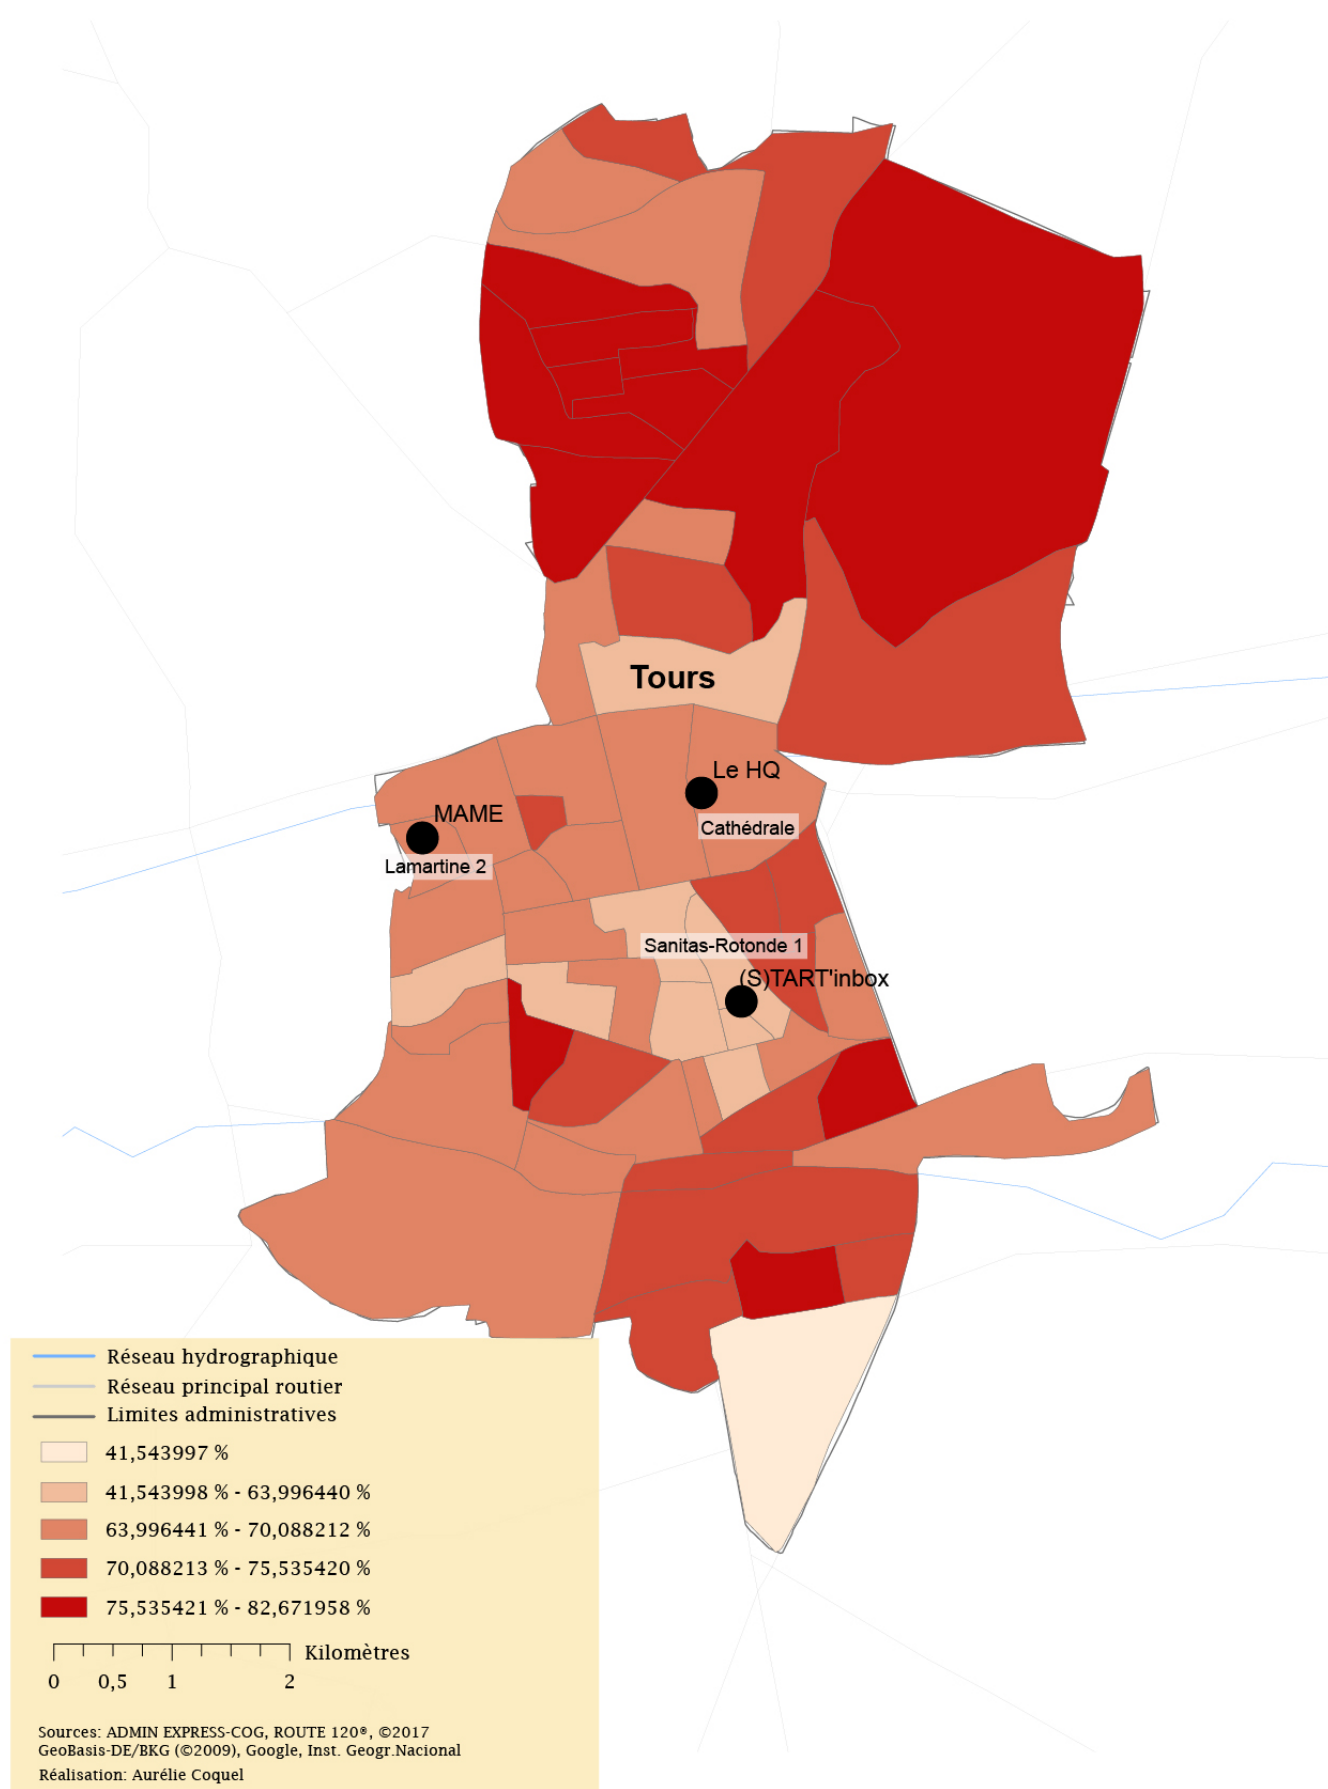 Tours
Le HQ
MAME
Cathédrale
Lamartine 2
Sanitas-Rotonde 1
(S)TART'inbox
Réseau hydrographique
Réseau principal routier
Limites administratives
41,543997 %
41,543998 % - 63,996440 %
63,996441 % - 70,088212 %
70,088213 % - 75,535420 %
75,535421 % - 82,671958 %
Kilomètres
0 0,5 1 2
Sources: ADMIN EXPRESS-COG, ROUTE 120®, ©2017
GeoBasis-DE/BKG (©2009), Google, Inst. Geogr.Nacional
Réalisation: Aurélie Coquel